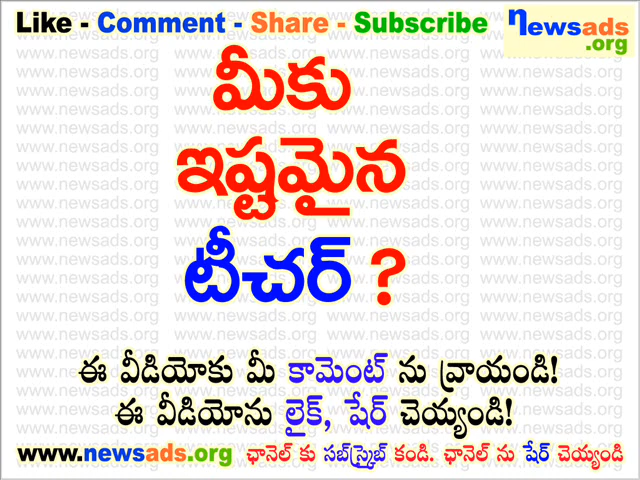 Like - Comment - Share - Subscribe
newsads
.org
మీకు
ఇష్టమైన
టీచర్ ?
ఈ వీడియోకు మీ కామెంట్ ను వ్రాయండి!
ఈ వీడియోను లైక్, షేర్ చెయ్యండి!
www.newsads.org ఛానెల్ కు సబ్‌స్క్రైబ్ కండి. ఛానెల్ ను షేర్ చెయ్యండి